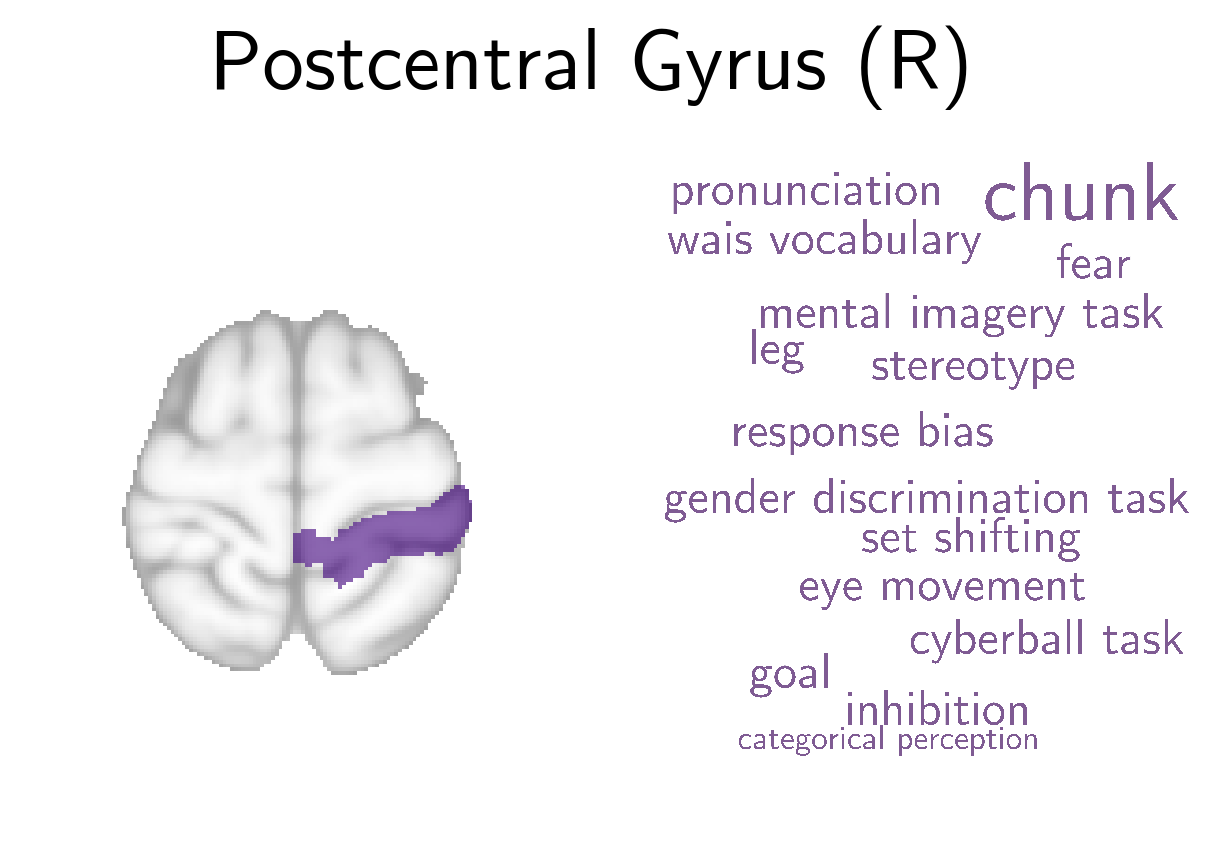 Postcentral Gyrus (R)
pronunciation
chunk
wais vocabulary
fear
mental imagery task
leg
stereotype
response bias
gender discrimination task
set shifting
eye movement
cyberball task
goal
inhibition
categorical perception